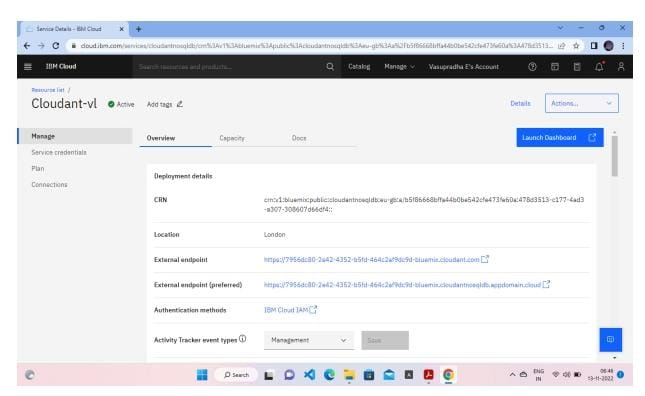 Service Details - IBM Cloud
cloud.ibm.com/services/cloudantnosqldb/crn%3Av1%3Abluemix%3Apublic%3Acloudantnosqldb%3Aeu-gb%3Aa%2Fb5f86668bffa44b0be542cfe473fe60a%3A478d3513...
IBM Cloud Search resources and products... Catalog Manage Vasupradha E's Account
Resource list /
Cloudant-vl Active Add tags Details Actions...
Manage Overview Capacity Docs Launch Dashboard
Service credentials
Plan
Connections
Deployment details
CRN crn:v1:bluemix:public:cloudantnosqldb:eu-gb:a/b5f86668bffa44b0be542cfe473fe60a:478d3513-c177-4ad3
-a307-308607d66df4::
Location London
External endpoint https://7956dc80-2a42-4352-b5fd-464c2af9dc9d-bluemix.cloudant.com
External endpoint (preferred) https://7956dc80-2a42-4352-b5fd-464c2af9dc9d-bluemix.cloudantnosqldb.appdomain.cloud
Authentication methods IBM Cloud IAM
Activity Tracker event types Management Save
Search ENG 06:46
IN 13-11-2022